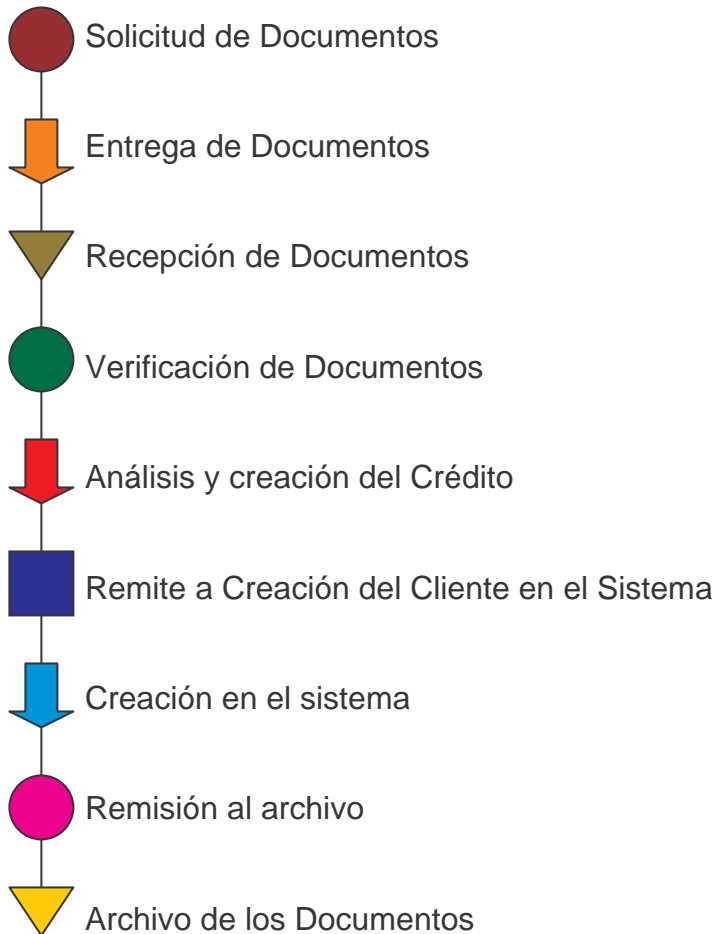 Solicitud de Documentos
Entrega de Documentos
Recepción de Documentos
Verificación de Documentos
Análisis y creación del Crédito
Remite a Creación del Cliente en el Sistema
Creación en el sistema
Remisión al archivo
Archivo de los Documentos